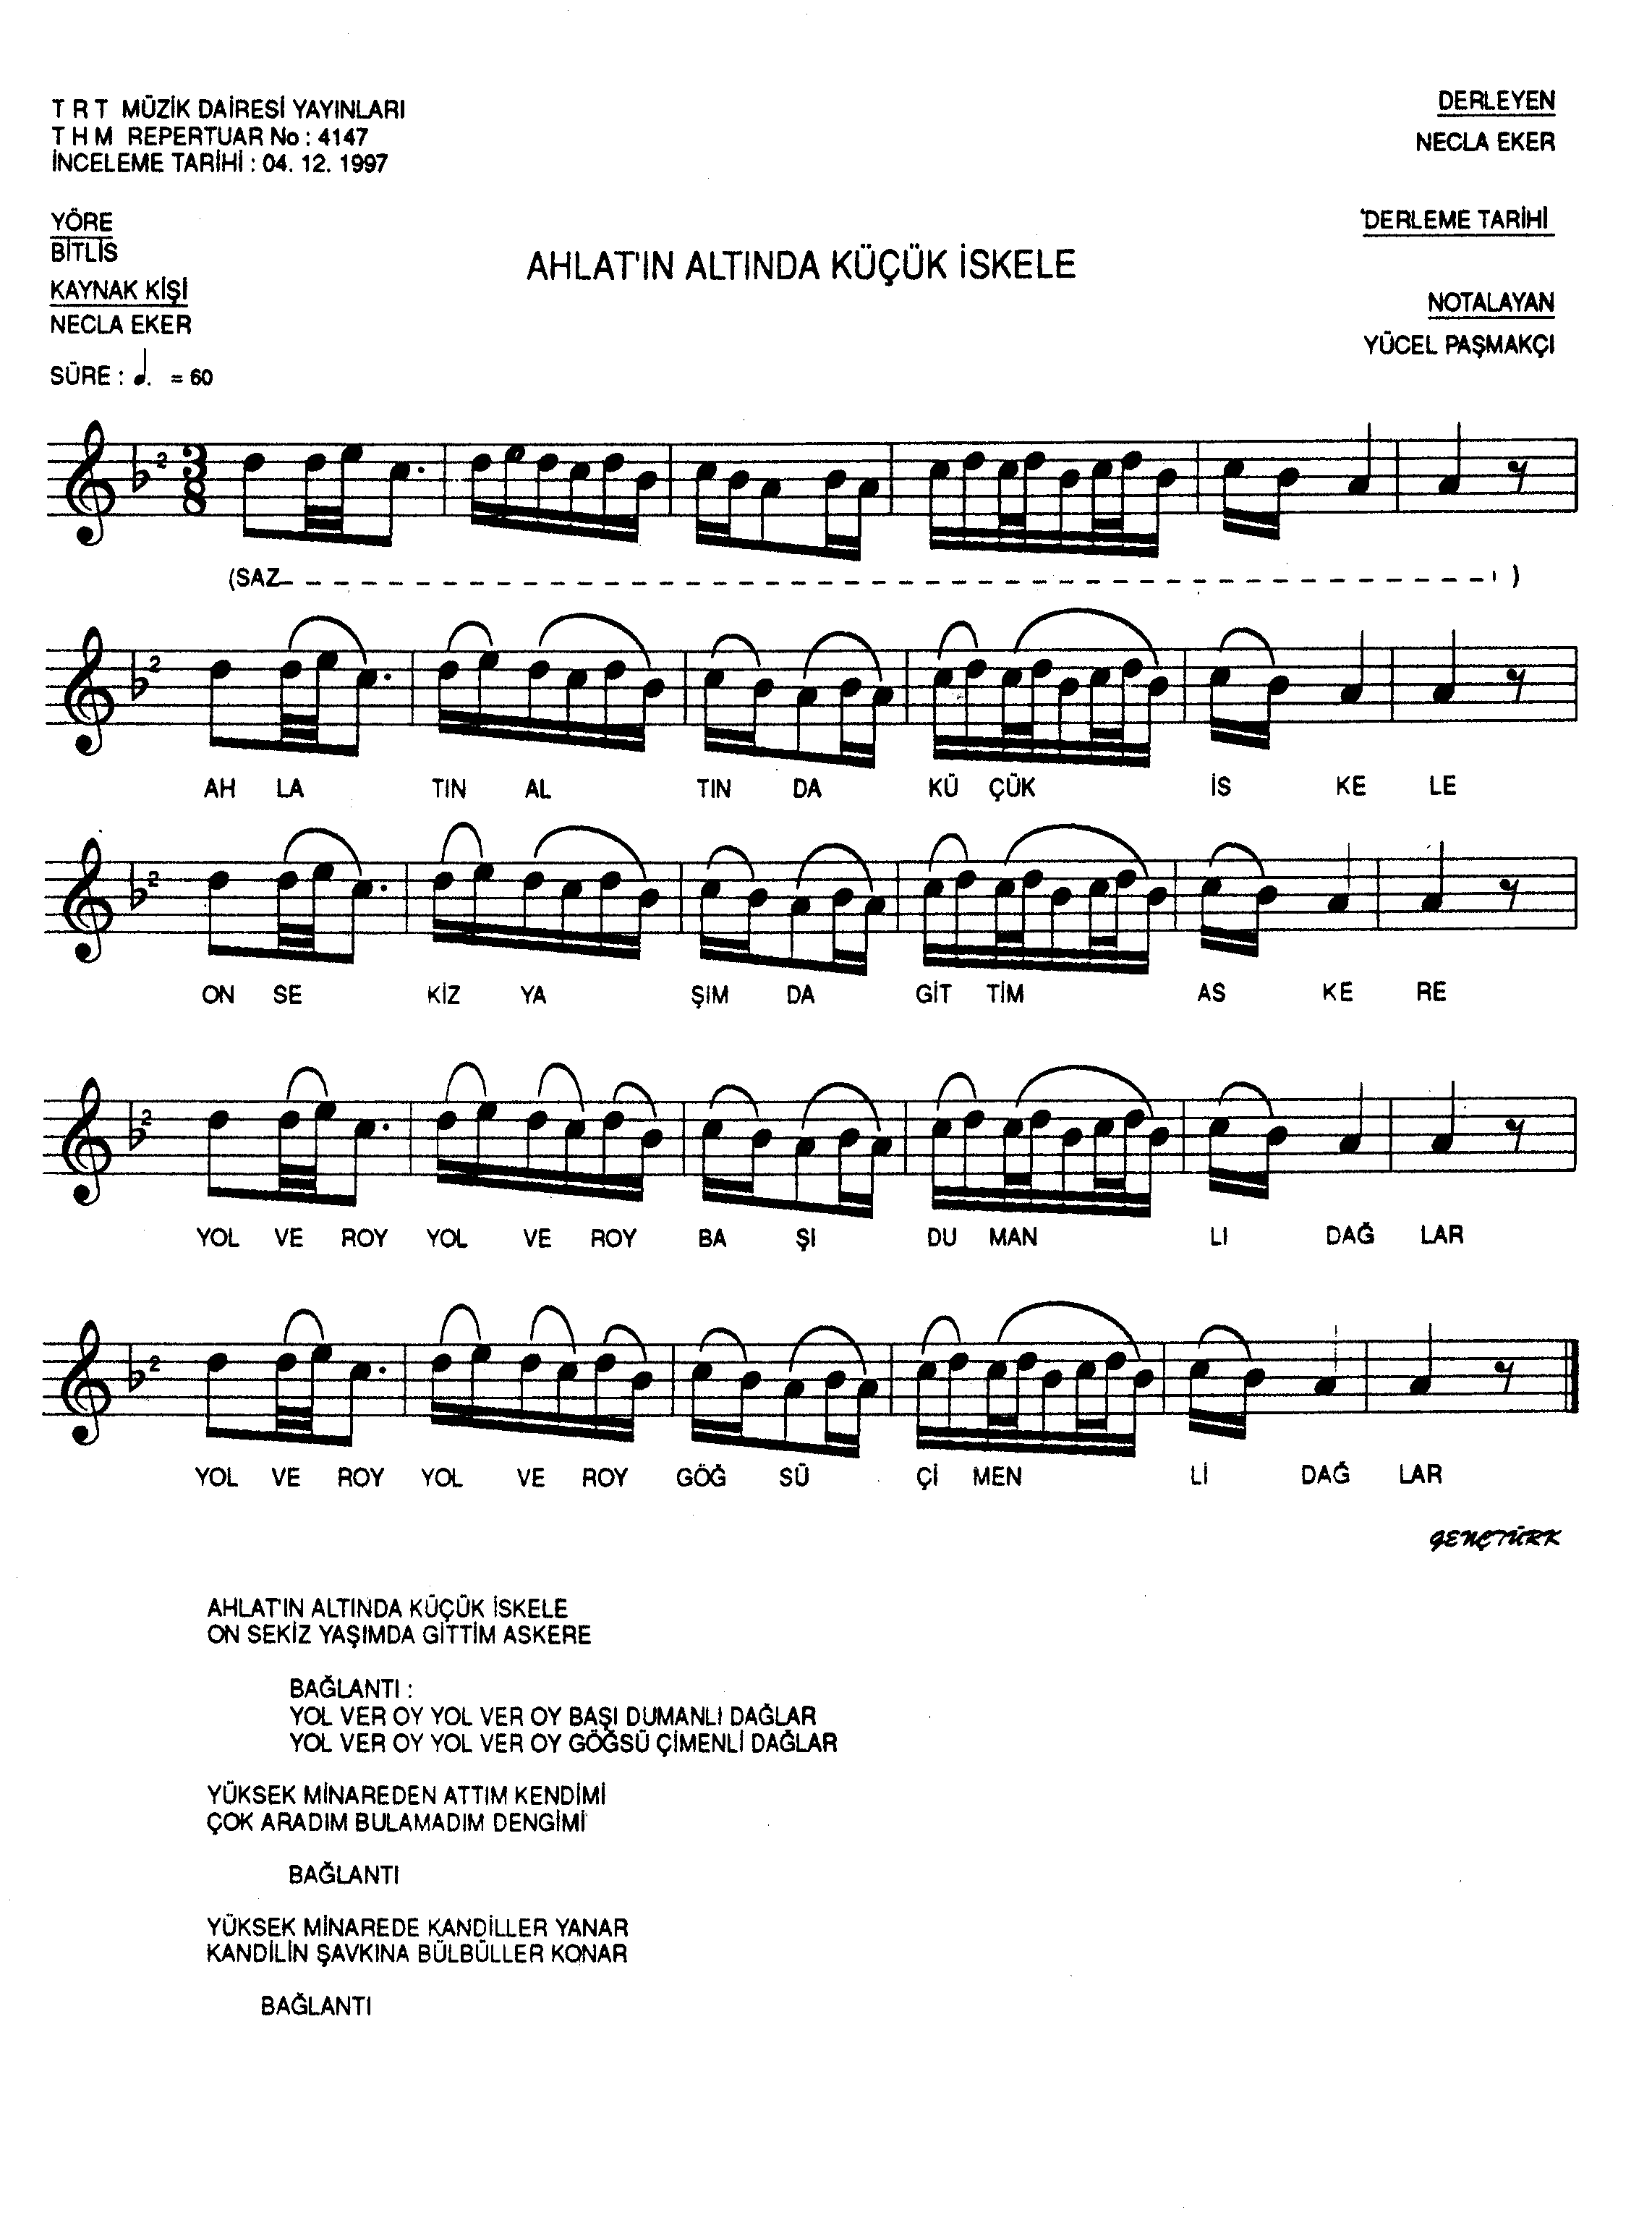 T R T MÜZİK DAİRESİ YAYINLARI
T H M REPERTUAR No : 4147
İNCELEME TARİHİ : 04. 12. 1997
DERLEYEN
NECLA EKER
YÖRE
BİTLİS
DERLEME TARİHİ
AHLAT'IN ALTINDA KÜÇÜK İSKELE
KAYNAK KİŞİ
NECLA EKER
NOTALAYAN
YÜCEL PAŞMAKÇI
SÜRE : ♩. = 60
2 3 8
(SAZ )
2
AH LA TIN AL TIN DA KÜ ÇÜK İS KE LE
2
ON SE KİZ YA ŞIM DA GİT TİM AS KE RE
2
YOL VE ROY YOL VE ROY BA ŞI DU MAN LI DAĞ LAR
2
YOL VE ROY YOL VE ROY GÖĞ SÜ Çİ MEN Lİ DAĞ LAR
GENÇTÜRK
AHLAT'IN ALTINDA KÜÇÜK İSKELE
ON SEKİZ YAŞIMDA GİTTİM ASKERE
BAĞLANTI :
YOL VER OY YOL VER OY BAŞI DUMANLI DAĞLAR
YOL VER OY YOL VER OY GÖĞSÜ ÇİMENLİ DAĞLAR
YÜKSEK MİNAREDEN ATTIM KENDİMİ
ÇOK ARADIM BULAMADIM DENGİMİ
BAĞLANTI
YÜKSEK MİNAREDE KANDİLLER YANAR
KANDİLİN ŞAVKINA BÜLBÜLLER KONAR
BAĞLANTI